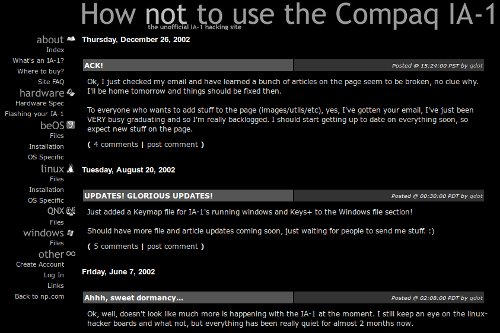 How not to use the Compaq IA-1
the unofficial IA-1 hacking site
about
Index
What's an IA-1?
Where to buy?
Site FAQ
hardware
Hardware Spec
Flashing your IA-1
beOS
Files
Installation
OS Specific
linux
Files
Installation
OS Specific
QNX
Files
windows
Files
other
Create Account
Log In
Links
Back to np.com
Thursday, December 26, 2002
ACK!
Posted @ 15:24:00 PST by qdot
Ok, I just checked my email and have learned a bunch of articles on the page seem to be broken, no clue why.
I'll be home tomorrow and things should be fixed then.
To everyone who wants to add stuff to the page (images/utils/etc), yes, I've gotten your email, I've just been
VERY busy graduating and so I'm really backlogged. I should start getting up to date on everything soon, so
expect new stuff on the page.
( 4 comments | post comment )
Tuesday, August 20, 2002
UPDATES! GLORIOUS UPDATES!
Posted @ 00:30:00 PDT by qdot
Just added a Keymap file for IA-1's running windows and Keys+ to the Windows file section!
Should have more file and article updates coming soon, just waiting for people to send me stuff. :)
( 5 comments | post comment )
Friday, June 7, 2002
Ahhh, sweet dormancy...
Posted @ 02:08:00 PDT by qdot
Ok, well, doesn't look like much more is happening with the IA-1 at the moment. I still keep an eye on the linux-
hacker boards and what not, but everything has been really quiet for almost 2 months now.